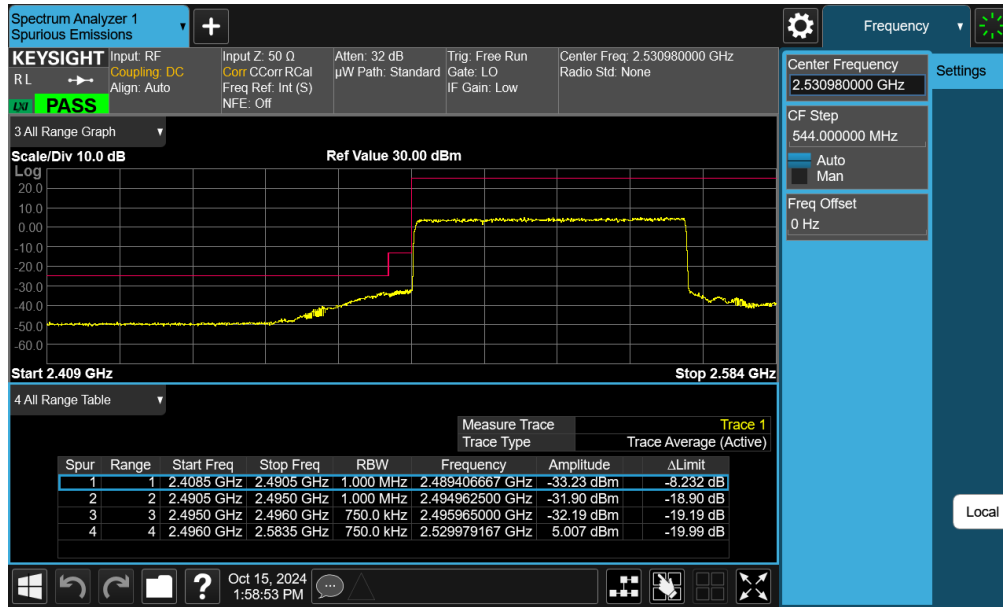 Spectrum Analyzer 1
Spurious Emissions
+
Frequency
KEYSIGHT
R L
LXI
PASS
Input: RF
Coupling: DC
Align: Auto
Input Z: 50 Ω
Corr CCorr RCal
Freq Ref: Int (S)
NFE: Off
Atten: 32 dB
µW Path: Standard
Trig: Free Run
Gate: LO
IF Gain: Low
Center Freq: 2.530980000 GHz
Radio Std: None
Center Frequency
2.530980000 GHz
Settings
CF Step
544.000000 MHz
Auto
Man
Freq Offset
0 Hz
3 All Range Graph
Scale/Div 10.0 dB Ref Value 30.00 dBm
Log
20.0
10.0
0.00
-10.0
-20.0
-30.0
-40.0
-50.0
-60.0
Start 2.409 GHz Stop 2.584 GHz
4 All Range Table
Measure Trace Trace 1
Trace Type Trace Average (Active)
Spur Range Start Freq Stop Freq RBW Frequency Amplitude ΔLimit
1 1 2.4085 GHz 2.4905 GHz 1.000 MHz 2.489406667 GHz -33.23 dBm -8.232 dB
2 2 2.4905 GHz 2.4950 GHz 1.000 MHz 2.494962500 GHz -31.90 dBm -18.90 dB
3 3 2.4950 GHz 2.4960 GHz 750.0 kHz 2.495965000 GHz -32.19 dBm -19.19 dB
4 4 2.4960 GHz 2.5835 GHz 750.0 kHz 2.529979167 GHz 5.007 dBm -19.99 dB
Local
?
Oct 15, 2024
1:58:53 PM